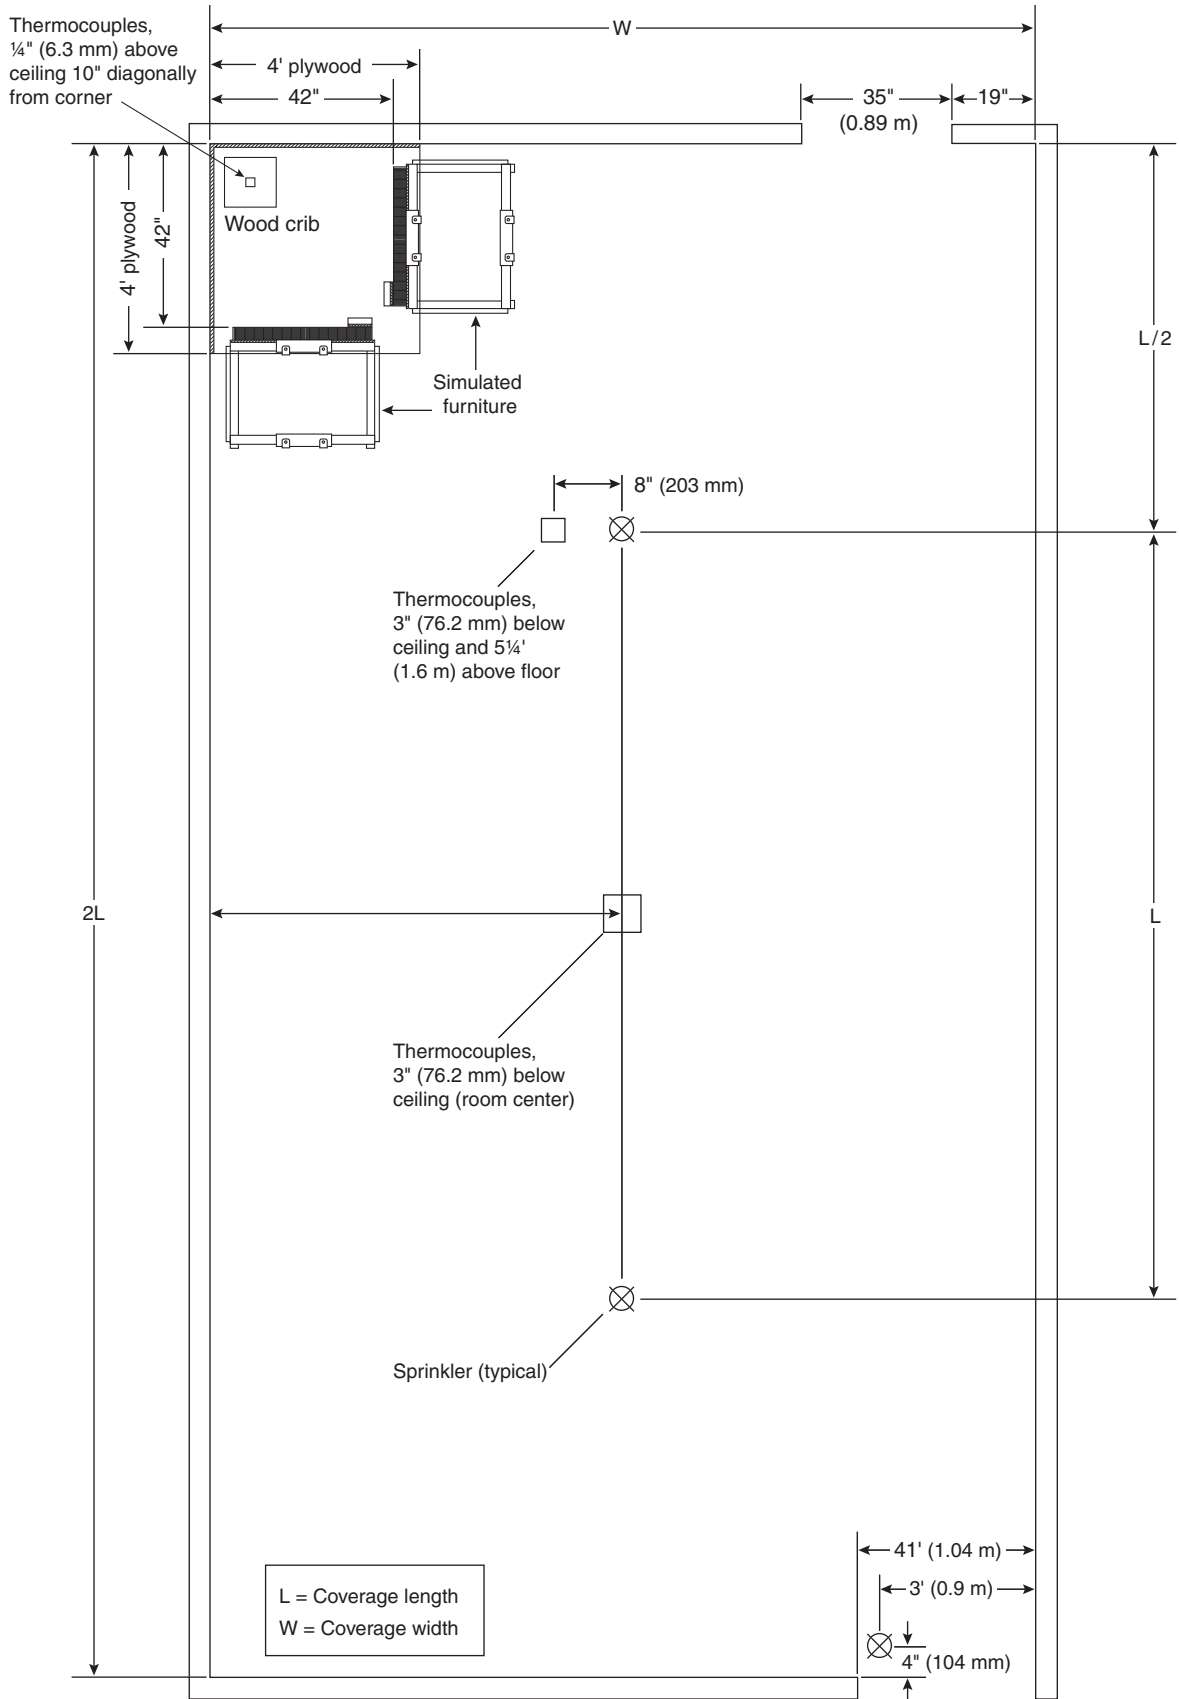 Thermocouples,
¼" (6.3 mm) above
ceiling 10" diagonally
from corner
W
4' plywood
42"
35"
(0.89 m)
19"
4' plywood
42"
Wood crib
L/2
Simulated
furniture
8" (203 mm)
Thermocouples,
3" (76.2 mm) below
ceiling and 5¼'
(1.6 m) above floor
2L
L
Thermocouples,
3" (76.2 mm) below
ceiling (room center)
Sprinkler (typical)
41' (1.04 m)
3' (0.9 m)
4" (104 mm)
L = Coverage length
W = Coverage width